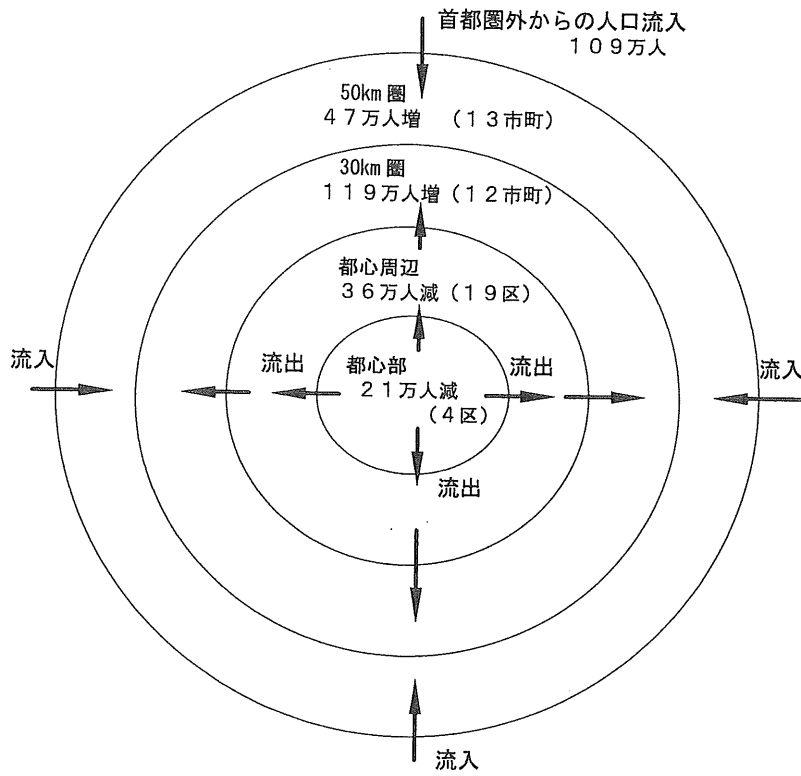 首都圏外からの人口流入
１０９万人
50km圏
４７万人増　（１３市町）
30km圏
１１９万人増（１２市町）
都心周辺
３６万人減（１９区）
流入
流出
都心部
２１万人減
（４区）
流出
流入
流出
流入